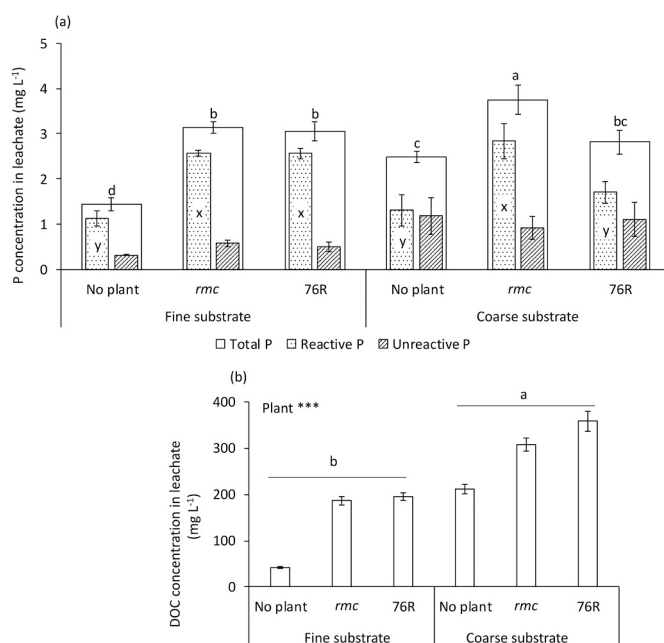 (a)
P concentration in leachate (mg L⁻¹)
5
4
3
2
1
0
d
b
b
c
a
bc
y
x
x
y
x
y
No plant rmc 76R No plant rmc 76R
Fine substrate Coarse substrate
Total P Reactive P Unreactive P
(b)
DOC concentration in leachate
(mg L⁻¹)
400
300
200
100
0
Plant ***
b
a
No plant rmc 76R No plant rmc 76R
Fine substrate Coarse substrate